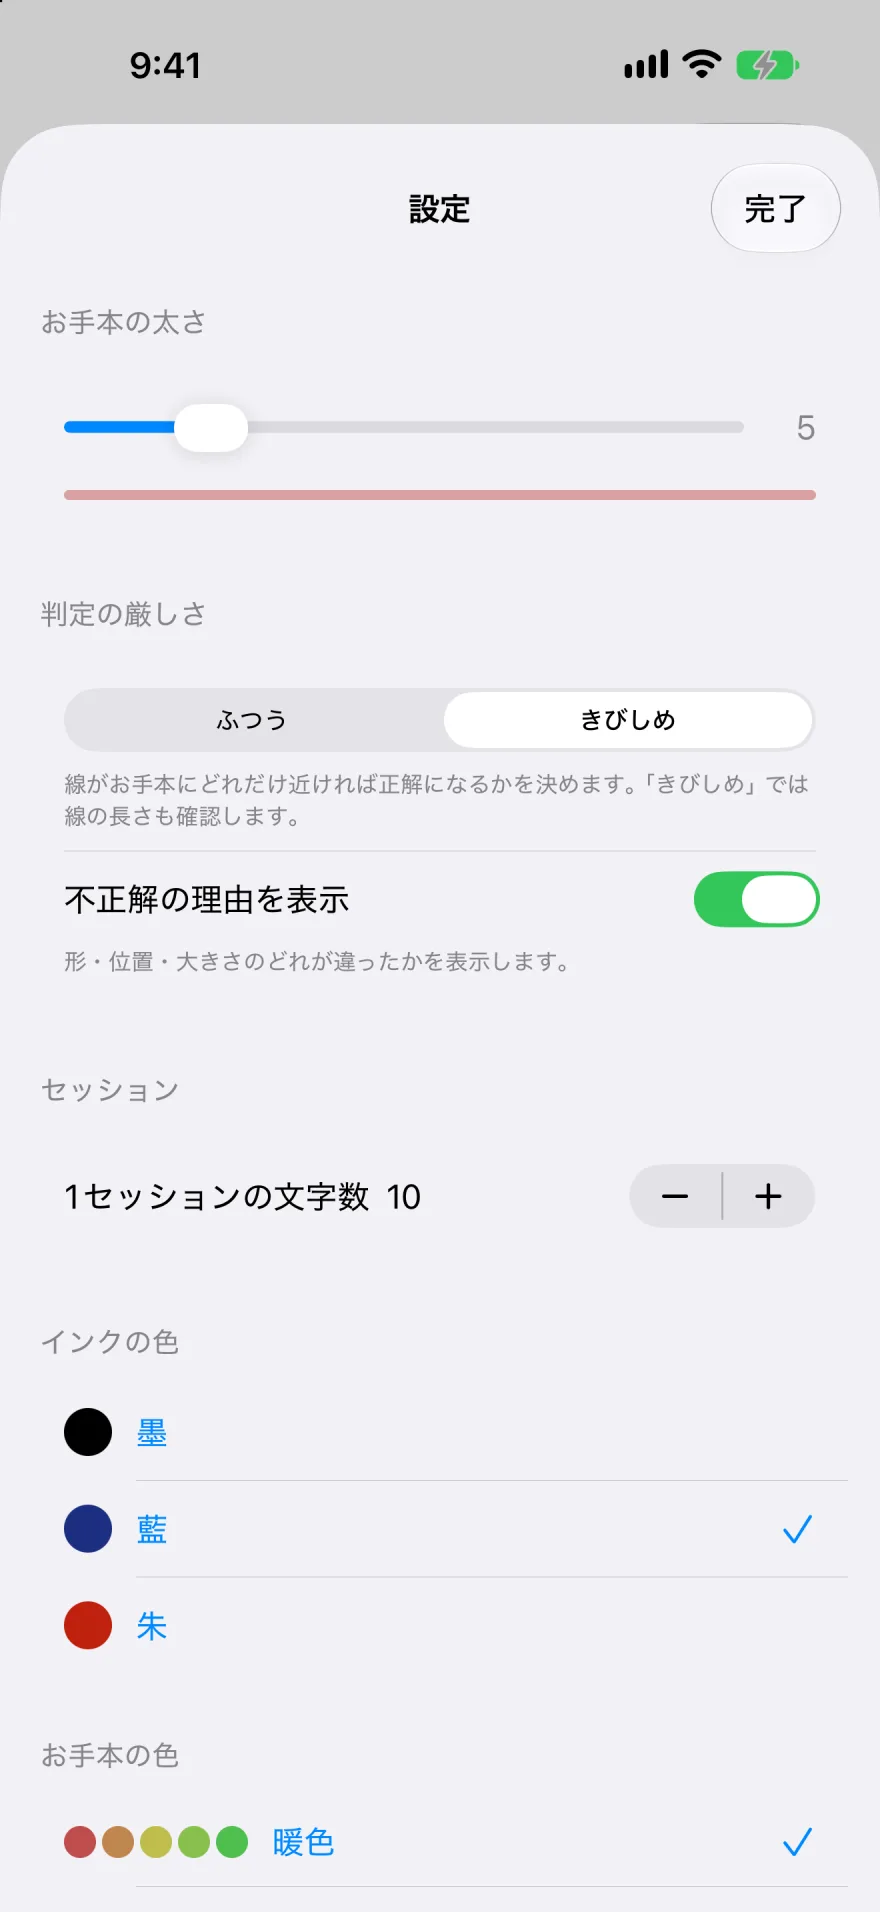 9:41
設定
完了
お手本の太さ
5
判定の厳しさ
ふつう
きびしめ
線がお手本にどれだけ近ければ正解になるかを決めます。「きびしめ」では
線の長さも確認します。
不正解の理由を表示
形・位置・大きさのどれが違ったかを表示します。
セッション
1セッションの文字数 10
インクの色
墨
藍
朱
お手本の色
暖色